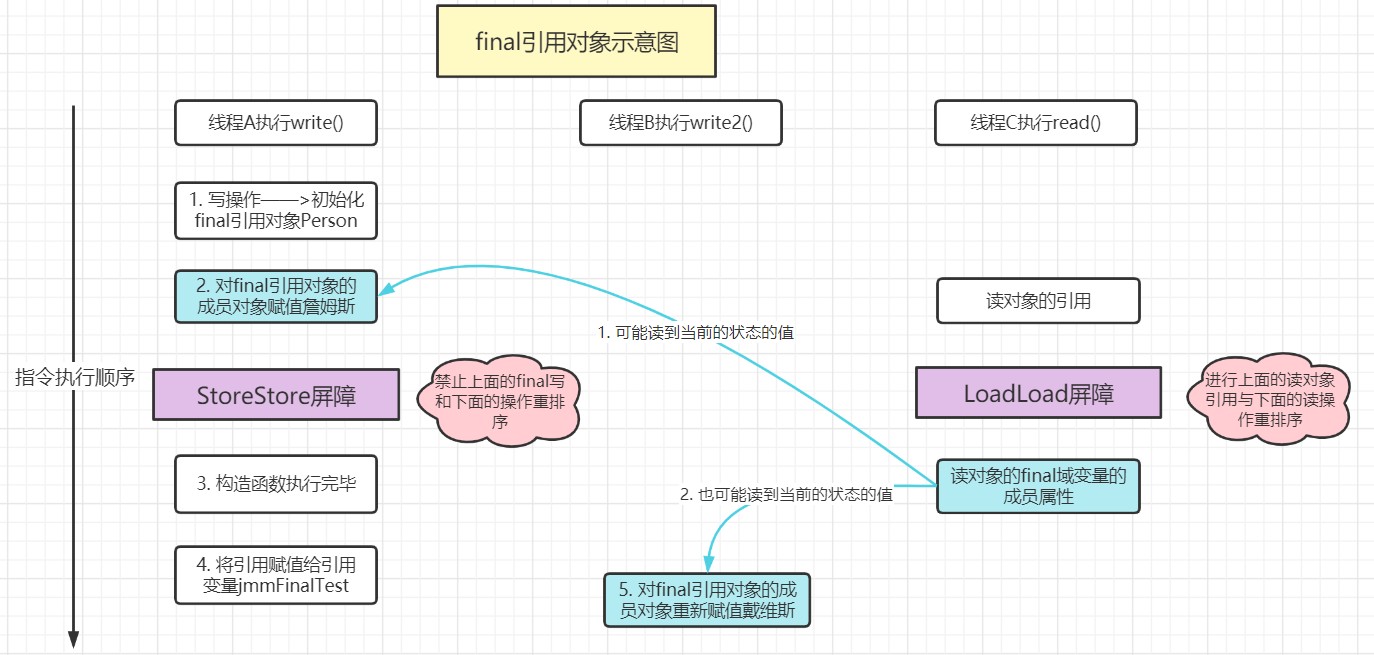 final引用对象示意图
线程A执行write()
线程B执行write2()
线程C执行read()
1. 写操作——>初始化
final引用对象Person
2. 对final引用对象的
成员对象赋值詹姆斯
读对象的引用
1. 可能读到当前的状态的值
指令执行顺序
StoreStore屏障
禁止上面的final写
和下面的操作重排
序
LoadLoad屏障
进行上面的读对象
引用与下面的读操
作重排序
3. 构造函数执行完毕
读对象的final域变量的
成员属性
2. 也可能读到当前的状态的值
4. 将引用赋值给引用
变量jmmFinalTest
5. 对final引用对象的成
员对象重新赋值戴维斯